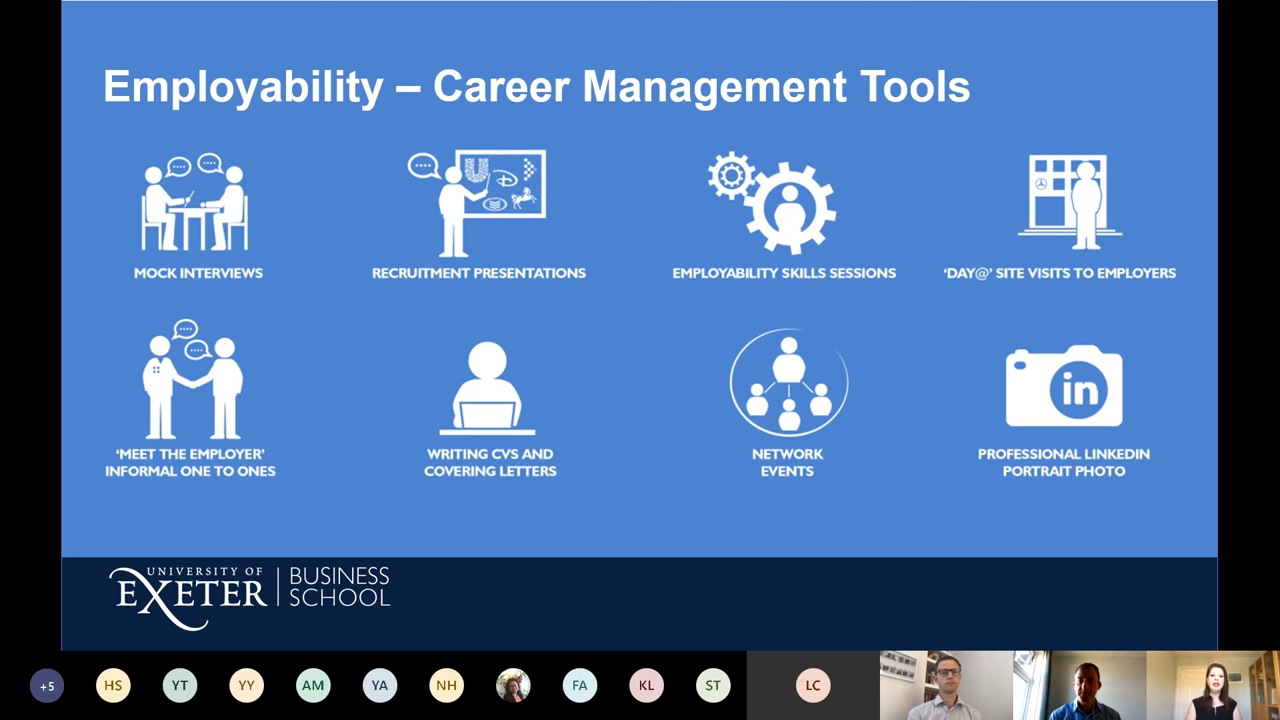 Employability – Career Management Tools
MOCK INTERVIEWS
RECRUITMENT PRESENTATIONS
EMPLOYABILITY SKILLS SESSIONS
‘DAY@’ SITE VISITS TO EMPLOYERS
‘MEET THE EMPLOYER’
INFORMAL ONE TO ONES
WRITING CVS AND
COVERING LETTERS
NETWORK
EVENTS
in
PROFESSIONAL LINKEDIN
PORTRAIT PHOTO
UNIVERSITY OF
EXETER
BUSINESS
SCHOOL
+5
HS
YT
YY
AM
YA
NH
FA
KL
ST
LC